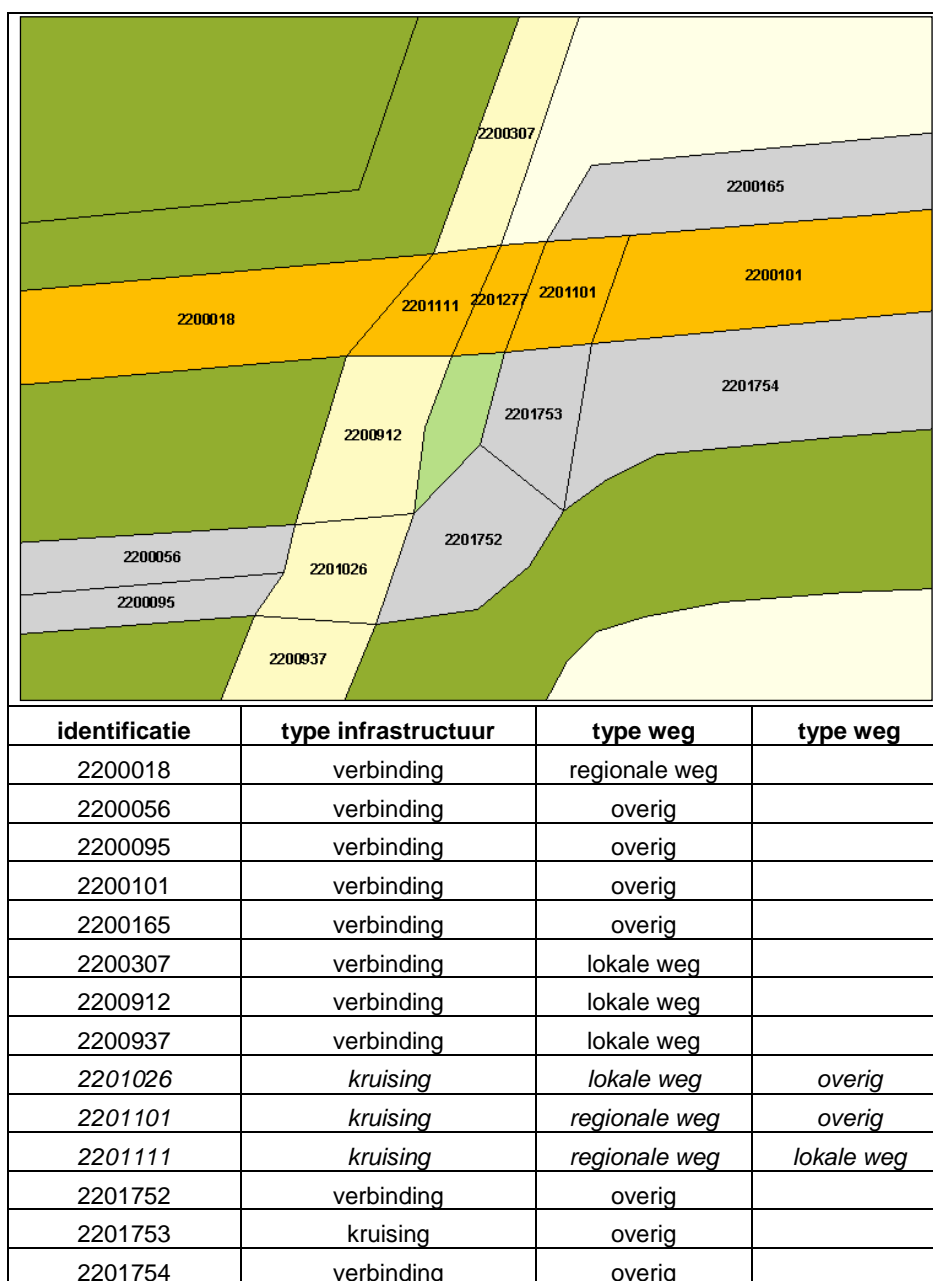 2200307
2200165
2200101
2201277
2201101
2201111
2200018
2201754
2201753
2200912
2201752
2200056
2201026
2200095
2200937
identificatie type infrastructuur type weg type weg
2200018 verbinding regionale weg
2200056 verbinding overig
2200095 verbinding overig
2200101 verbinding overig
2200165 verbinding overig
2200307 verbinding lokale weg
2200912 verbinding lokale weg
2200937 verbinding lokale weg
2201026 kruising lokale weg overig
2201101 kruising regionale weg overig
2201111 kruising regionale weg lokale weg
2201752 verbinding overig
2201753 kruising overig
2201754 verbinding overig